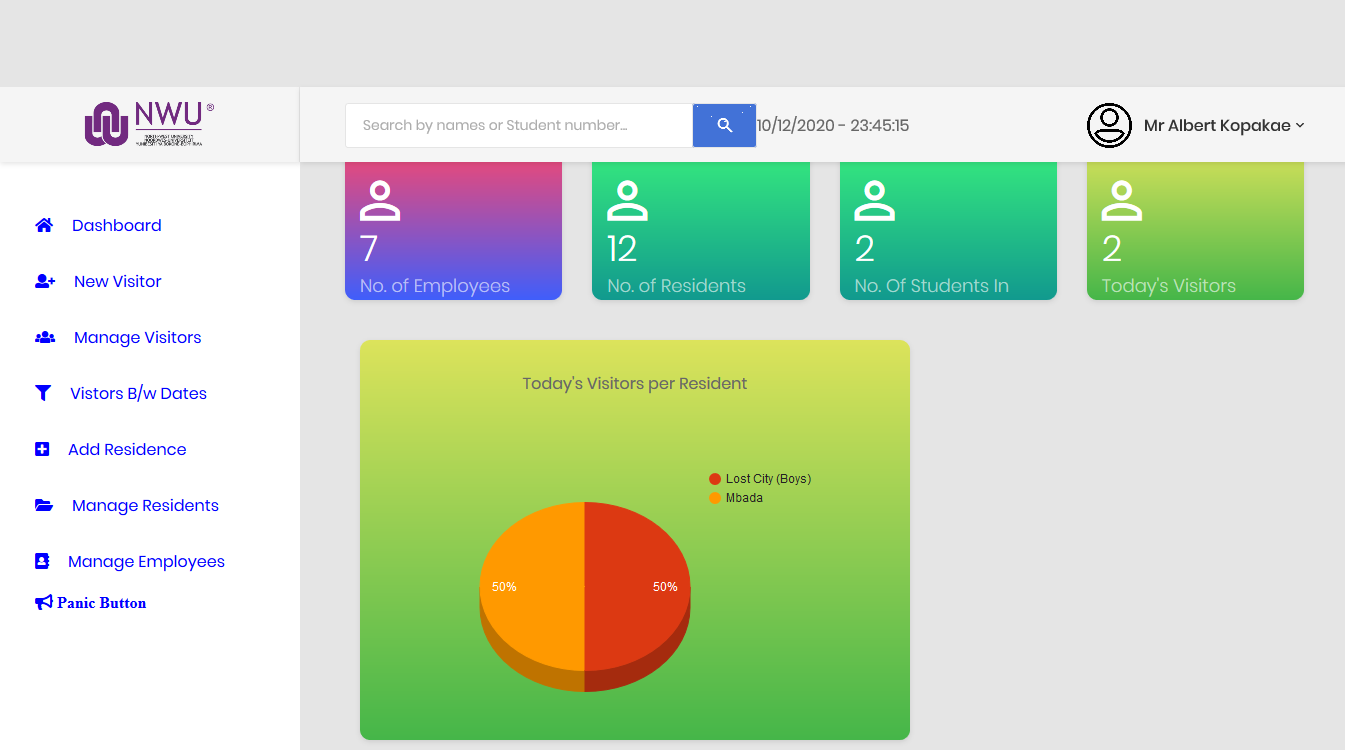 NWU®
Search by names or Student number...
10/12/2020 - 23:45:15
Mr Albert Kopakae
Dashboard
New Visitor
Manage Visitors
Vistors B/w Dates
Add Residence
Manage Residents
Manage Employees
Panic Button
7
No. of Employees
12
No. of Residents
2
No. Of Students In
2
Today's Visitors
Today's Visitors per Resident
Lost City (Boys)
Mbada
50%
50%